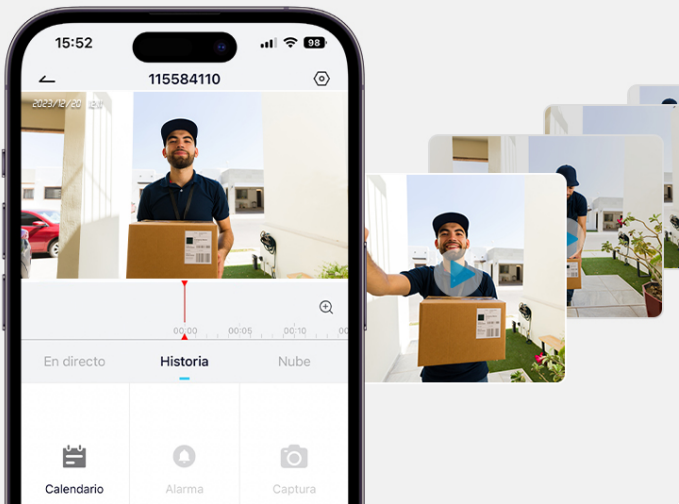 15:52
98
115584110
2023/12/20
00:00 00:05 00:10 00
En directo Historia Nube
Calendario Alarma Captura